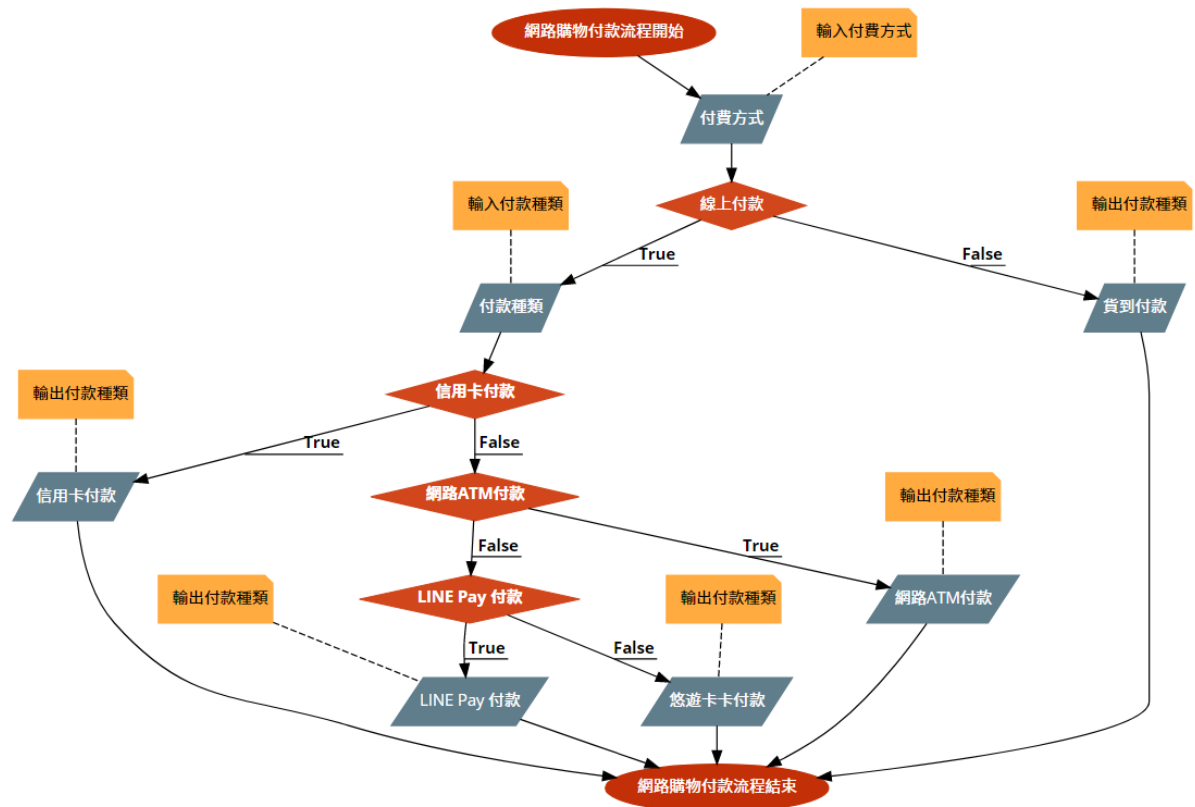 網路購物付款流程開始
輸入付費方式
付費方式
線上付款
輸入付款種類
輸出付款種類
True
False
付款種類
貨到付款
信用卡付款
輸出付款種類
True
False
信用卡付款
網路ATM付款
輸出付款種類
False
True
輸出付款種類
LINE Pay 付款
輸出付款種類
網路ATM付款
True
False
LINE Pay 付款
悠遊卡卡付款
網路購物付款流程結束